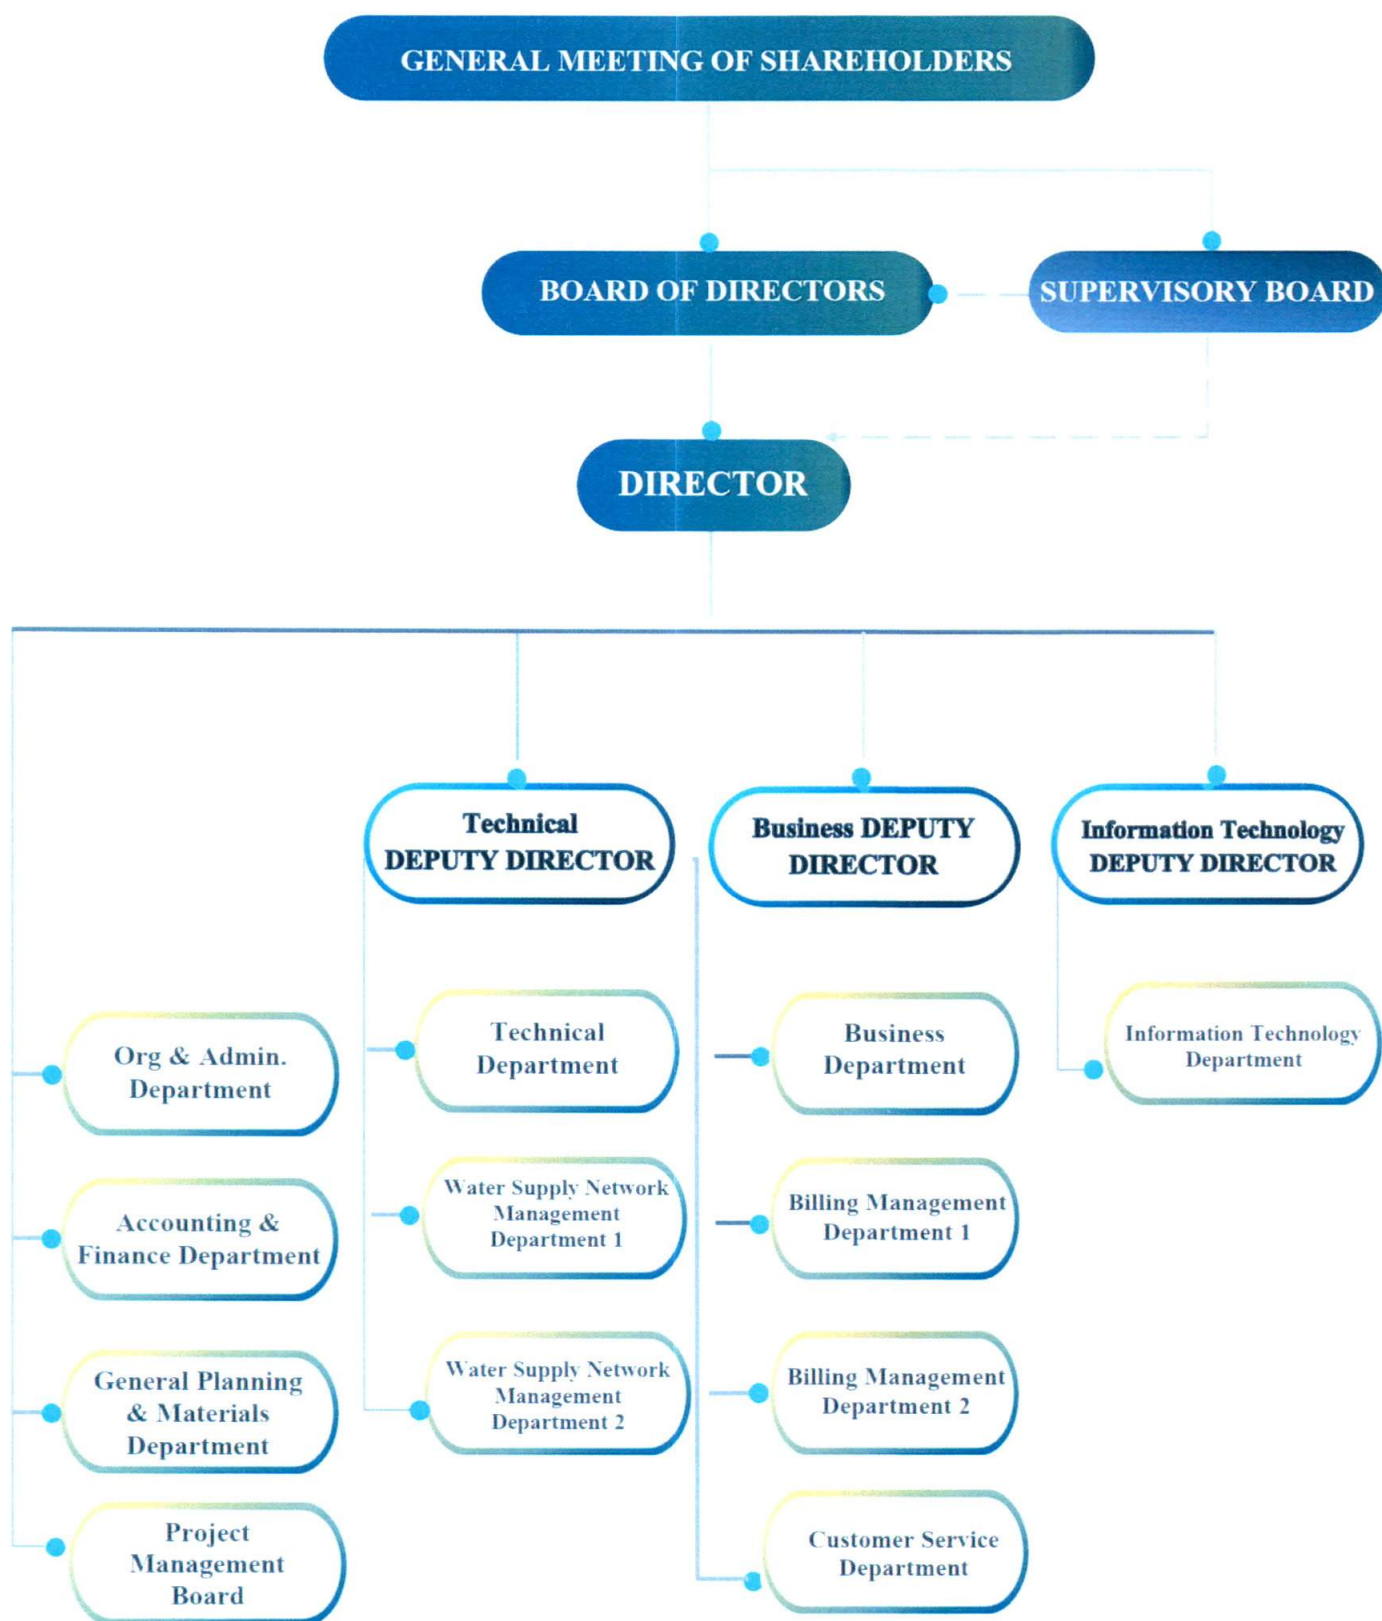 GENERAL MEETING OF SHAREHOLDERS
BOARD OF DIRECTORS
SUPERVISORY BOARD
DIRECTOR
Technical
DEPUTY DIRECTOR
Business DEPUTY
DIRECTOR
Information Technology
DEPUTY DIRECTOR
Org & Admin.
Department
Accounting &
Finance Department
General Planning
& Materials
Department
Project
Management
Board
Technical
Department
Water Supply Network
Management
Department 1
Water Supply Network
Management
Department 2
Business
Department
Billing Management
Department 1
Billing Management
Department 2
Customer Service
Department
Information Technology
Department